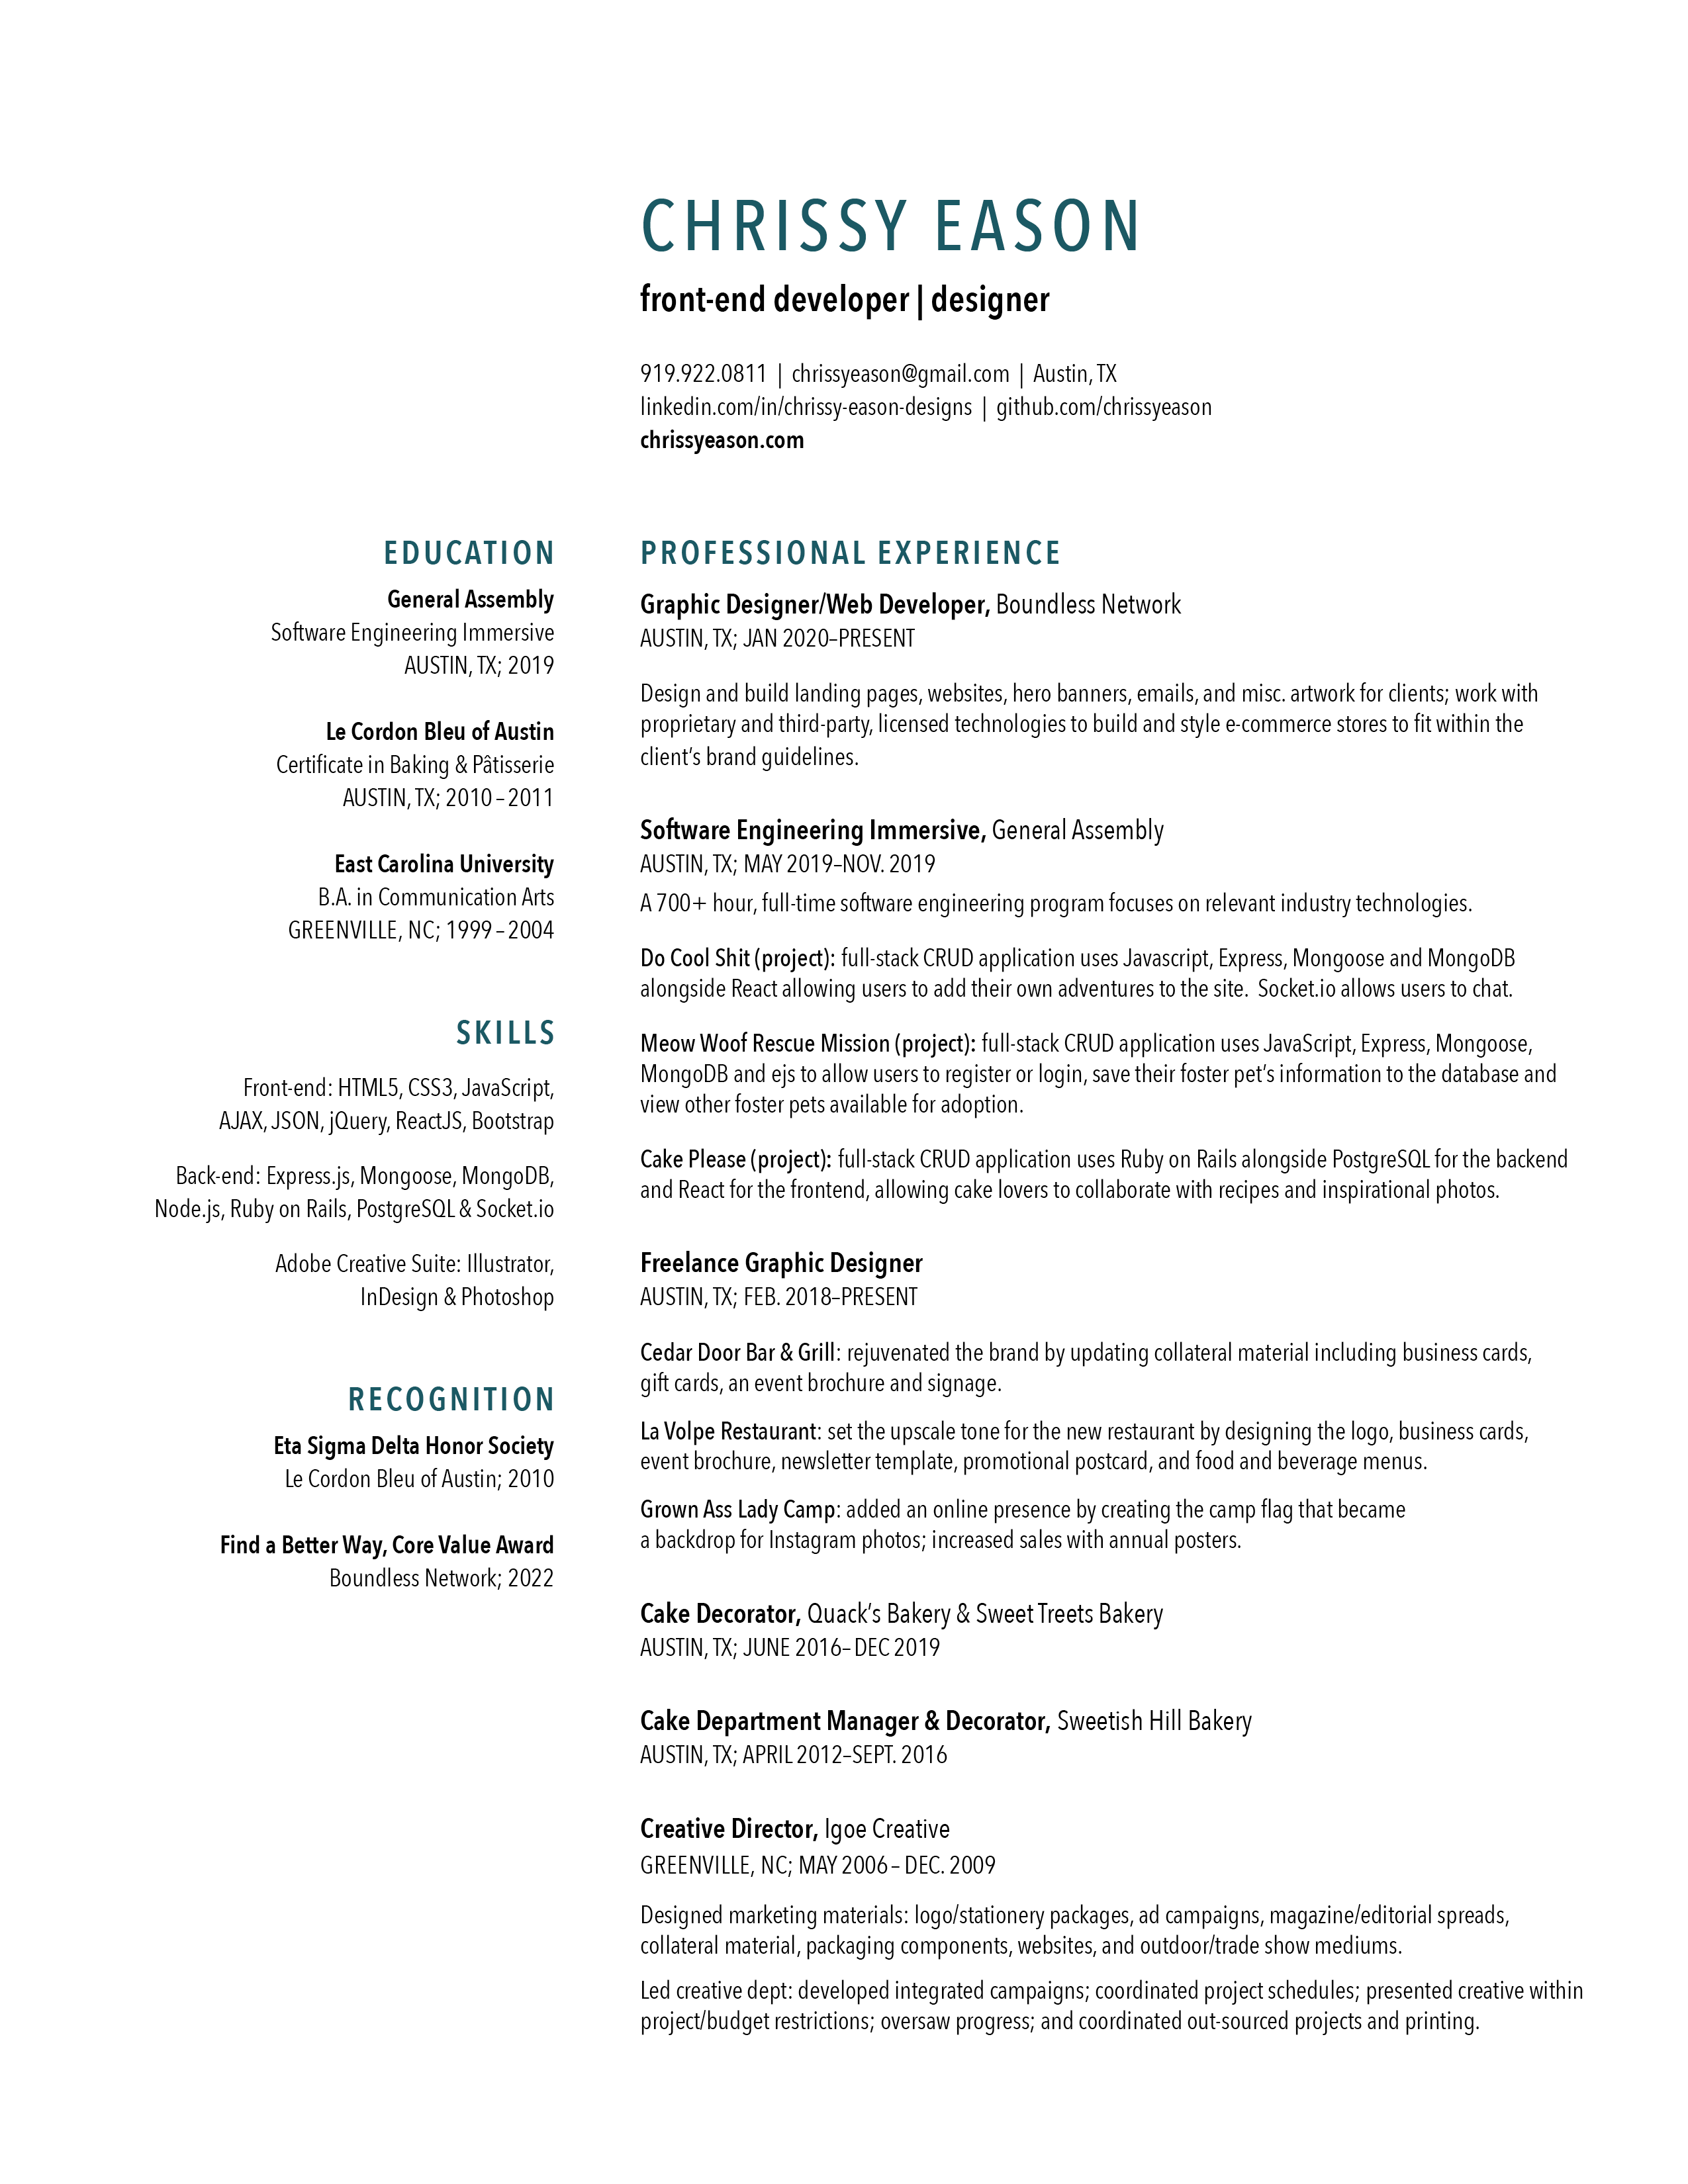 CHRISSY EASON
front-end developer | designer
919.922.0811 | chrissyeason@gmail.com | Austin, TX
linkedin.com/in/chrissy-eason-designs | github.com/chrissyeason
chrissyeason.com
EDUCATION
General Assembly
Software Engineering Immersive
AUSTIN, TX; 2019
Le Cordon Bleu of Austin
Certificate in Baking & Pâtisserie
AUSTIN, TX; 2010 – 2011
East Carolina University
B.A. in Communication Arts
GREENVILLE, NC; 1999 – 2004
SKILLS
Front-end: HTML5, CSS3, JavaScript,
AJAX, JSON, jQuery, ReactJS, Bootstrap
Back-end: Express.js, Mongoose, MongoDB,
Node.js, Ruby on Rails, PostgreSQL & Socket.io
Adobe Creative Suite: Illustrator,
InDesign & Photoshop
RECOGNITION
Eta Sigma Delta Honor Society
Le Cordon Bleu of Austin; 2010
Find a Better Way, Core Value Award
Boundless Network; 2022
PROFESSIONAL EXPERIENCE
Graphic Designer/Web Developer, Boundless Network
AUSTIN, TX; JAN 2020–PRESENT
Design and build landing pages, websites, hero banners, emails, and misc. artwork for clients; work with
proprietary and third-party, licensed technologies to build and style e-commerce stores to fit within the
client’s brand guidelines.
Software Engineering Immersive, General Assembly
AUSTIN, TX; MAY 2019–NOV. 2019
A 700+ hour, full-time software engineering program focuses on relevant industry technologies.
Do Cool Shit (project): full-stack CRUD application uses Javascript, Express, Mongoose and MongoDB
alongside React allowing users to add their own adventures to the site.  Socket.io allows users to chat.
Meow Woof Rescue Mission (project): full-stack CRUD application uses JavaScript, Express, Mongoose,
MongoDB and ejs to allow users to register or login, save their foster pet’s information to the database and
view other foster pets available for adoption.
Cake Please (project): full-stack CRUD application uses Ruby on Rails alongside PostgreSQL for the backend
and React for the frontend, allowing cake lovers to collaborate with recipes and inspirational photos.
Freelance Graphic Designer
AUSTIN, TX; FEB. 2018–PRESENT
Cedar Door Bar & Grill: rejuvenated the brand by updating collateral material including business cards,
gift cards, an event brochure and signage.
La Volpe Restaurant: set the upscale tone for the new restaurant by designing the logo, business cards,
event brochure, newsletter template, promotional postcard, and food and beverage menus.
Grown Ass Lady Camp: added an online presence by creating the camp flag that became
a backdrop for Instagram photos; increased sales with annual posters.
Cake Decorator, Quack’s Bakery & Sweet Treets Bakery
AUSTIN, TX; JUNE 2016– DEC 2019
Cake Department Manager & Decorator, Sweetish Hill Bakery
AUSTIN, TX; APRIL 2012–SEPT. 2016
Creative Director, Igoe Creative
GREENVILLE, NC; MAY 2006 – DEC. 2009
Designed marketing materials: logo/stationery packages, ad campaigns, magazine/editorial spreads,
collateral material, packaging components, websites, and outdoor/trade show mediums.
Led creative dept: developed integrated campaigns; coordinated project schedules; presented creative within
project/budget restrictions; oversaw progress; and coordinated out-sourced projects and printing.